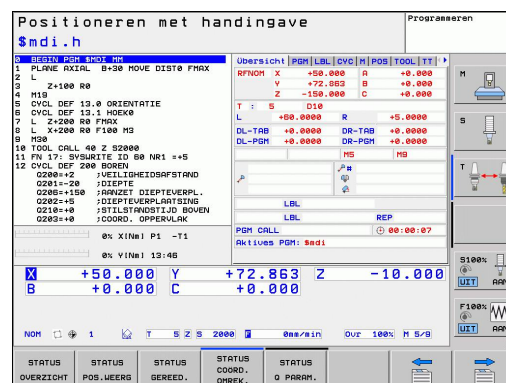 Positioneren met handingave
Programmeren
$mdi.h
0 BEGIN PGM $MDI MM
1 PLANE AXIAL B+30 MOVE DIST0 FMAX
2 L
3 Z+100 R0
4 M19
5 CYCL DEF 13.0 ORIENTATIE
6 CYCL DEF 13.1 HOEK0
7 L Z+200 R0 FMAX
8 L X+200 R0 F100 M3
9 M30
10 TOOL CALL 40 Z S2000
11 FN 17: SYSWRITE ID 60 NR1 =+5
12 CYCL DEF 200 BOREN
Q200=+2 ;VEILIGHEIDSAFSTAND
Q201=-20 ;DIEPTE
Q206=+150 ;AANZET DIEPTEVERPL.
Q202=+5 ;DIEPTEVERPLAATSING
Q210=+0 ;STILSTANDSTIJD BOVEN
Q203=+0 ;COORD. OPPERVLAK
0% X[Nm] P1 -T1
0% Y[Nm] 13:46
Übersicht PGM LBL CYC M POS TOOL TT
RFNOM X +50.000 A +0.000
Y +72.863 B +0.000
Z -150.000 C +0.000
T : 5 D10
L +60.0000 R +5.0000
DL-TAB +0.0000 DR-TAB +0.0000
DL-PGM +0.0000 DR-PGM +0.0000
M5 M9
P
P#
LBL
LBL REP
PGM CALL 00:00:07
Aktives PGM: $mdi
X +50.000 Y +72.863 Z -10.000
B +0.000 C +0.000
NOM 1 T 5 Z S 2000 F 0mm/min Ovr 100% M 5/9
M
S
T
S100%
UIT AAN
F100%
UIT AAN
STATUS OVERZICHT
STATUS POS.WEERG
STATUS GEREED.
STATUS COORD. OMREK.
STATUS Q PARAM.